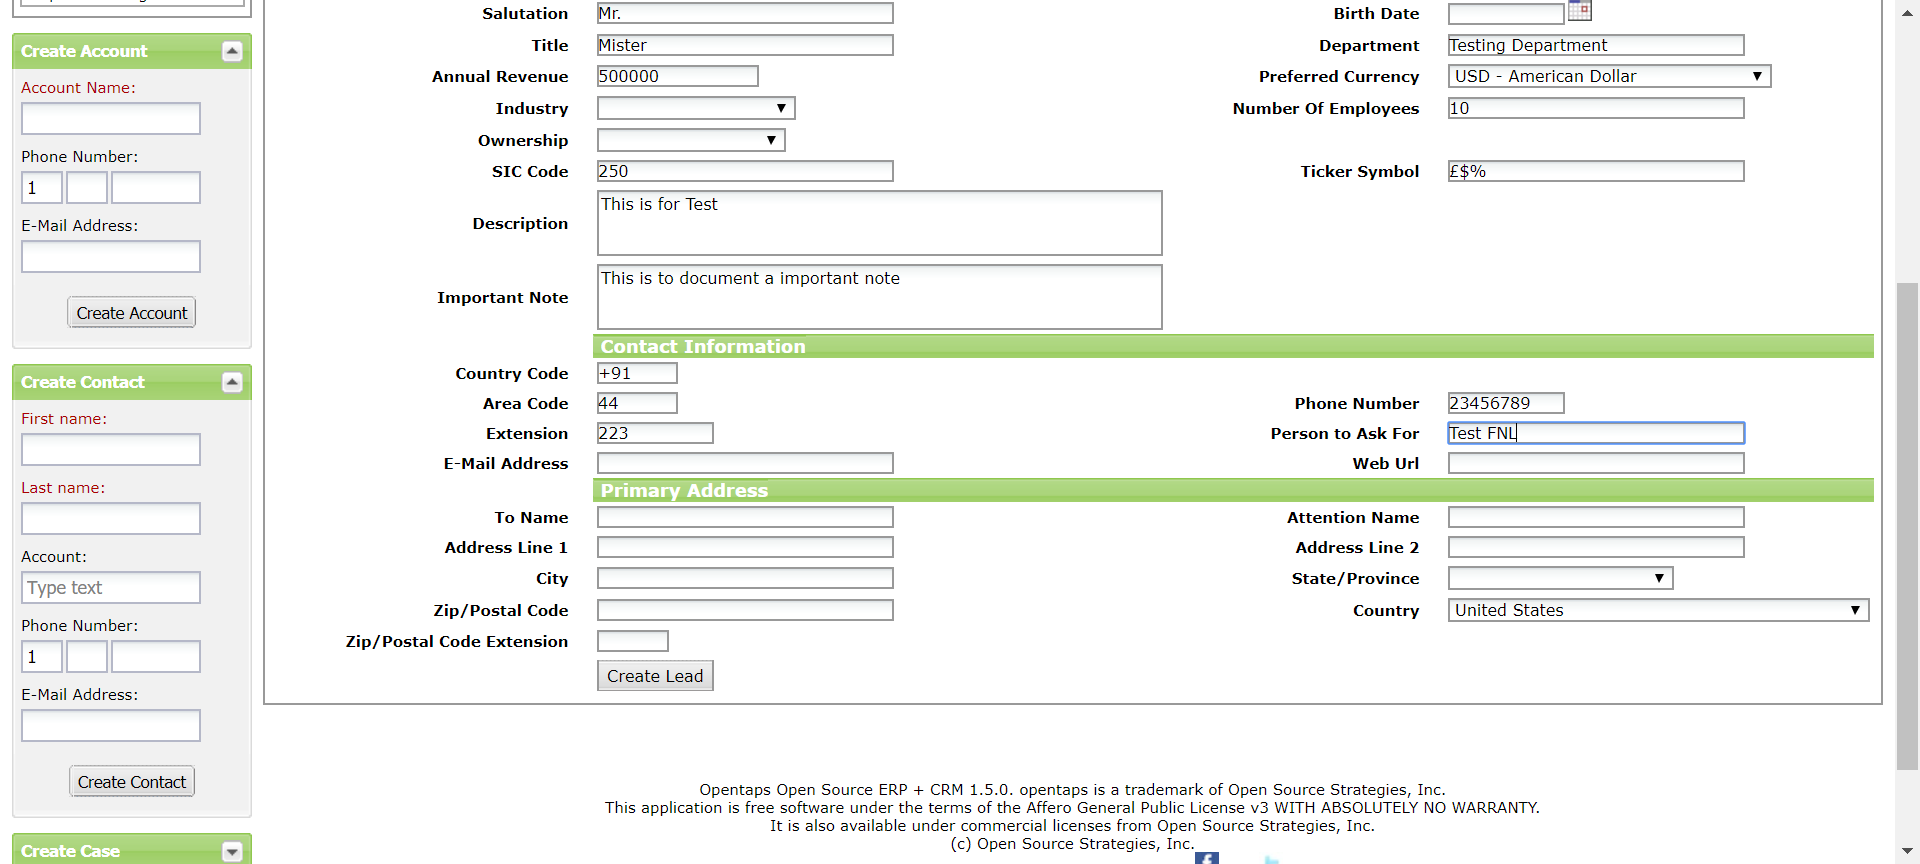 Create Account
Account Name:
Phone Number:
1
E-Mail Address:
Create Account
Create Contact
First name:
Last name:
Account:
Type text
Phone Number:
1
E-Mail Address:
Create Contact
Create Case
Salutation Mr. Birth Date
Title Mister Department Testing Department
Annual Revenue 500000 Preferred Currency USD - American Dollar
Industry Number Of Employees 10
Ownership
SIC Code 250 Ticker Symbol £$%
Description This is for Test
Important Note This is to document a important note
Contact Information
Country Code +91
Area Code 44 Phone Number 23456789
Extension 223 Person to Ask For Test FNL
E-Mail Address Web Url
Primary Address
To Name Attention Name
Address Line 1 Address Line 2
City State/Province
Zip/Postal Code Country United States
Zip/Postal Code Extension
Create Lead
Opentaps Open Source ERP + CRM 1.5.0. opentaps is a trademark of Open Source Strategies, Inc.
This application is free software under the terms of the Affero General Public License v3 WITH ABSOLUTELY NO WARRANTY.
It is also available under commercial licenses from Open Source Strategies, Inc.
(c) Open Source Strategies, Inc.